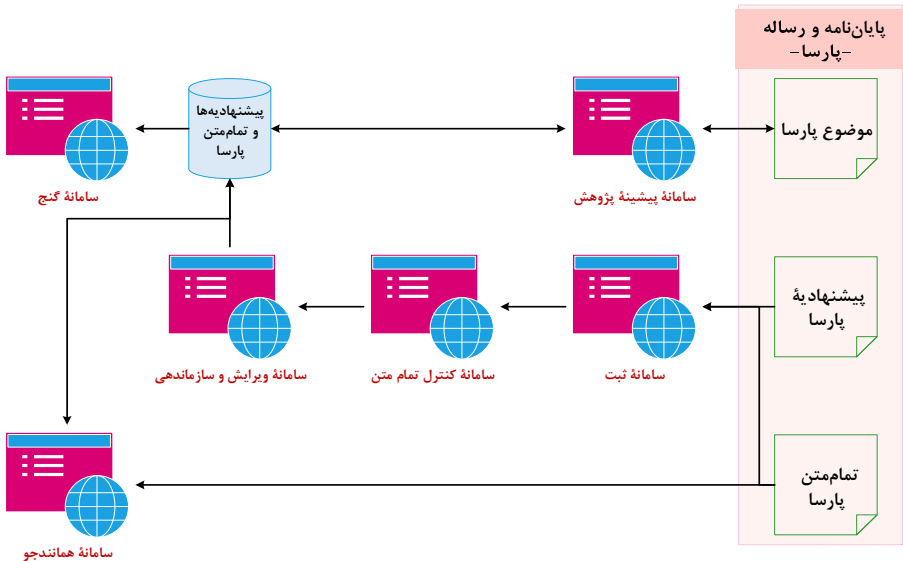 پایان‌نامه و رساله
-پارسا-
موضوع پارسا
پیشنهادیه‌ها
و تمام‌متن
پارسا
سامانهٔ پیشینهٔ پژوهش
سامانهٔ گنج
پیشنهادیهٔ
پارسا
سامانهٔ ثبت
سامانهٔ کنترل تمام متن
سامانهٔ ویرایش و سازماندهی
تمام‌متن
پارسا
سامانهٔ همانندجو